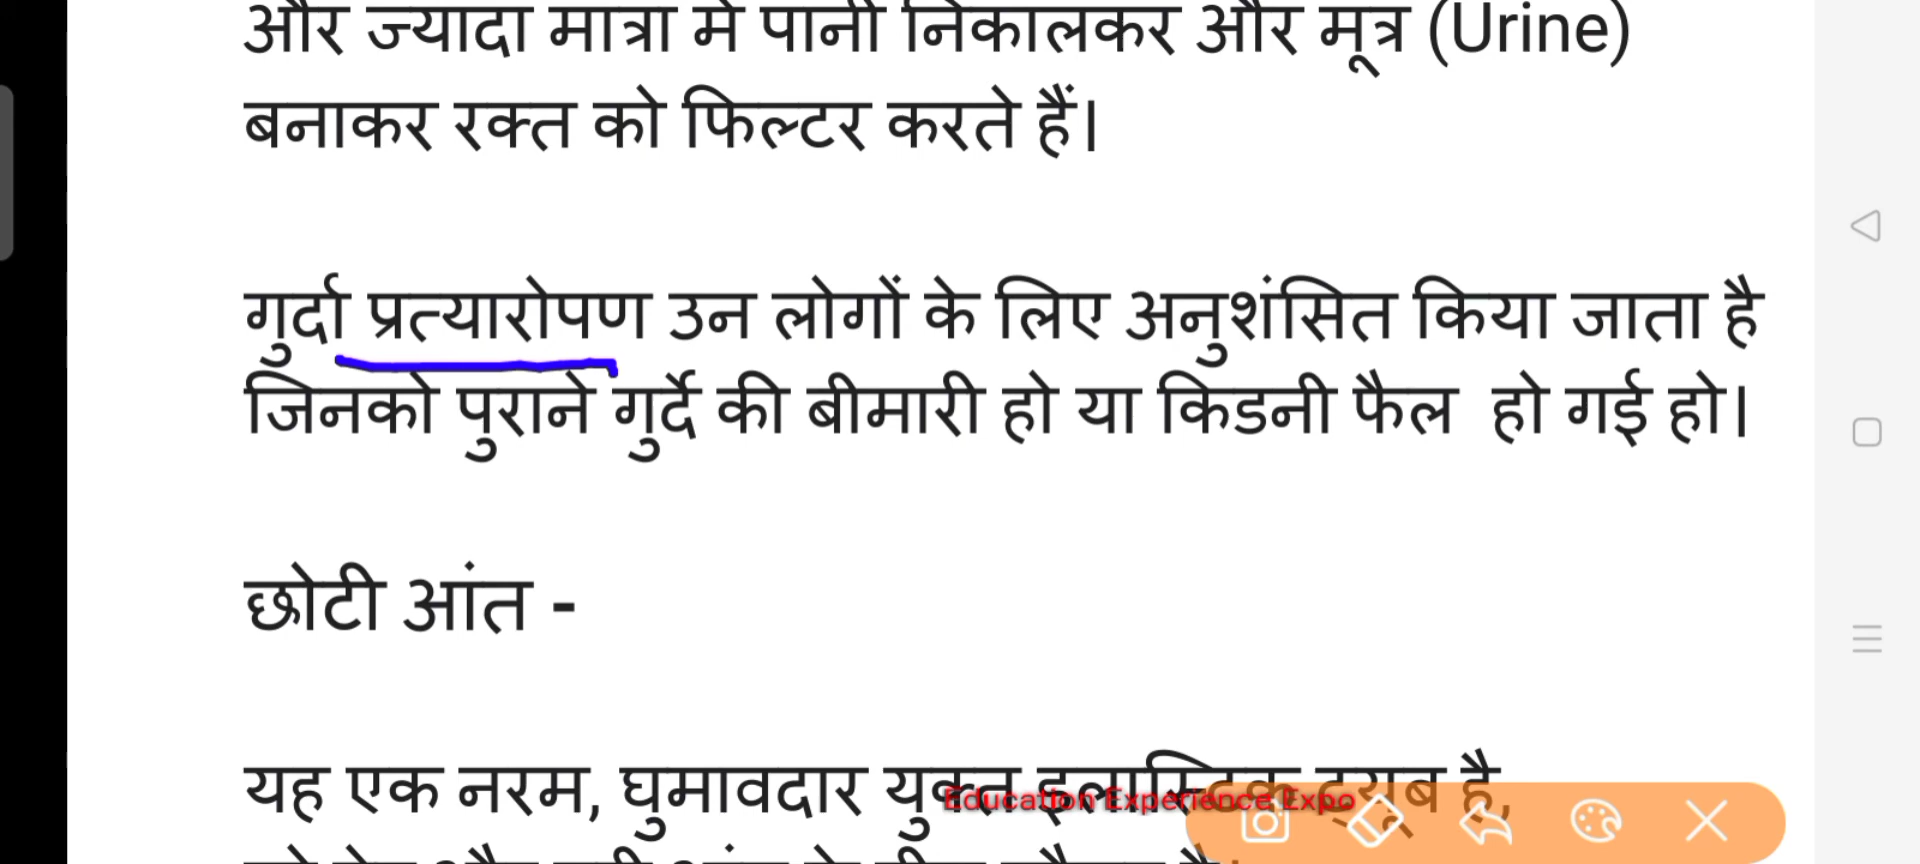 और ज्यादा मात्रा में पानी निकालकर और मूत्र (Urine)
बनाकर रक्त को फिल्टर करते हैं।
गुर्दा प्रत्यारोपण उन लोगों के लिए अनुशंसित किया जाता है
जिनको पुराने गुर्दे की बीमारी हो या किडनी फैल हो गई हो।
छोटी आंत -
यह एक नरम, घुमावदार युक्त इलास्टिक ट्यूब है,
Education Experience Expo